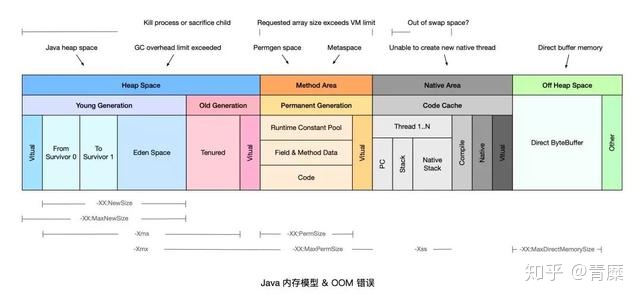 Kill process or sacrifice child
Requested array size exceeds VM limit
Out of swap space?
Java heap space
GC overhead limit exceeded
Permgen space
Metaspace
Unable to create new native thread
Direct buffer memory
Heap Space
Method Area
Native Area
Off Heap Space
Young Generation
Old Generation
Permanent Generation
Code Cache
Vitual
From Survivor 0
To Survivor 1
Eden Space
Tenured
Vitual
Runtime Constant Pool
Field & Method Data
Code
Vitual
Thread 1..N
PC
Stack
Native Stack
Compile
Native
Vitual
Direct ByteBuffer
Other
-XX:NewSize
-XX:MaxNewSize
-Xms
-XX:PermSize
-Xmx
-XX:MaxPermSize
-Xss
-XX:MaxDirectMemorySize
Java 内存模型 & OOM 错误
知乎 @青糜